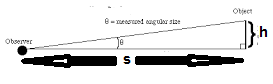 Object
θ = measured angular size
Observer
θ
h
s